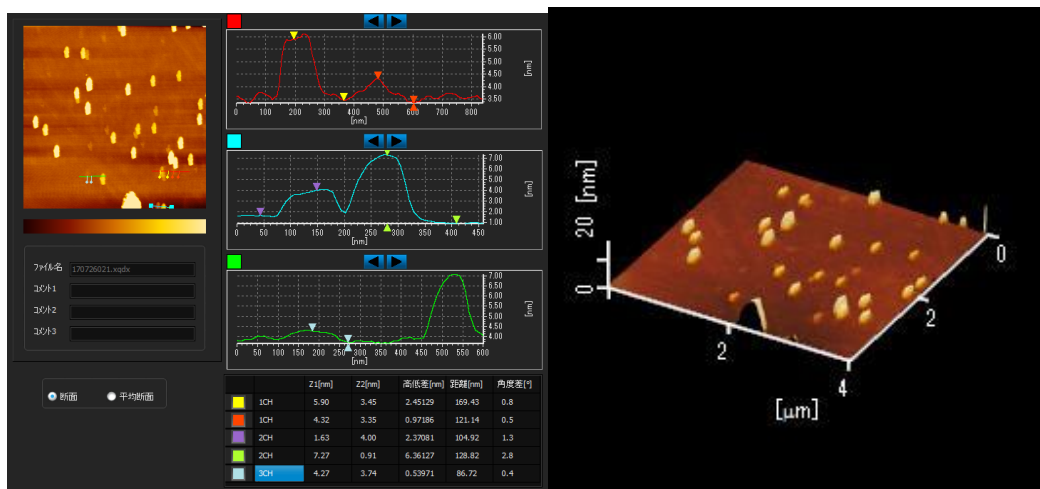 6.00
5.50
5.00
4.50
4.00
3.50
[nm]
0 100 200 300 400 500 600 700 800
[nm]
7.00
6.00
5.00
4.00
3.00
2.00
1.00
[nm]
0 50 100 150 200 250 300 350 400 450
[nm]
ファイル名 170726021.xqdx
コメント1
コメント2
コメント3
7.00
6.50
6.00
5.50
5.00
4.50
4.00
[nm]
0 50 100 150 200 250 300 350 400 450 500 550 600
[nm]
断面 平均断面
Z1[nm] Z2[nm] 高低差[nm] 距離[nm] 角度差[°]
1CH 5.90 3.45 2.45129 169.43 0.8
1CH 4.32 3.35 0.97186 121.14 0.5
2CH 1.63 4.00 2.37081 104.92 1.3
2CH 7.27 0.91 6.36127 128.82 2.8
3CH 4.27 3.74 0.53971 86.72 0.4
20 [nm]
0
0
2
2
4
[μm]